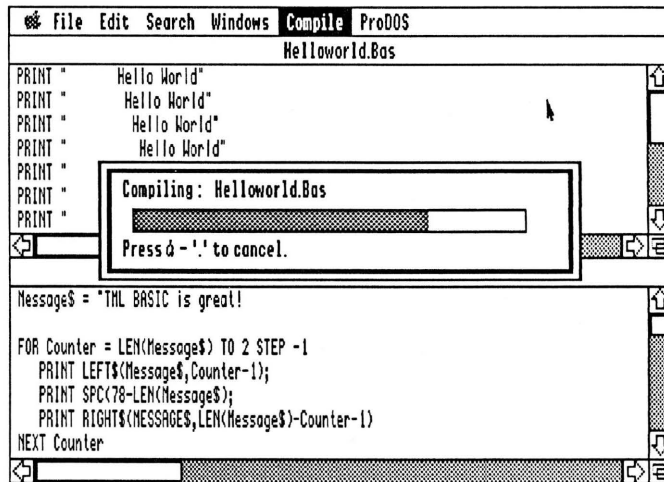 File Edit Search Windows Compile ProDOS
Helloworld.Bas
PRINT "        Hello World"
PRINT "         Hello World"
PRINT "          Hello World"
PRINT "           Hello World"
PRINT "
PRINT "
PRINT "
Compiling: Helloworld.Bas
Press - '.' to cancel.
Message$ = "TML BASIC is great!
FOR Counter = LEN(Message$) TO 2 STEP -1
PRINT LEFT$(Message$,Counter-1);
PRINT SPC(78-LEN(Message$);
PRINT RIGHT$(MESSAGE$,LEN(Message$)-Counter-1)
NEXT Counter